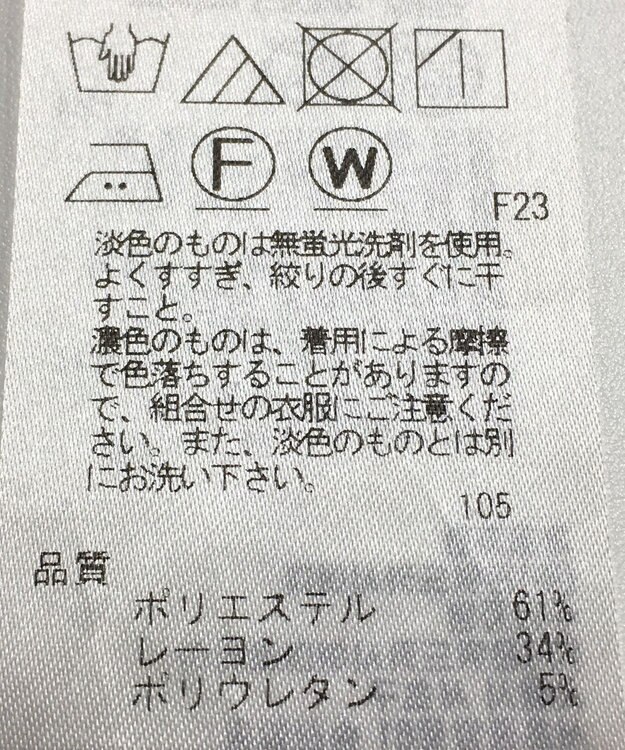 F W
F23
淡色のものは無蛍光洗剤を使用。
よくすすぎ、絞りの後すぐに干
すこと。
濃色のものは、着用による摩擦
で色落ちすることがありますの
で、組合せの衣服にご注意くだ
さい。また、淡色のものとは別
にお洗い下さい。
105
品質
ポリエステル 61%
レーヨン 34%
ポリウレタン 5%